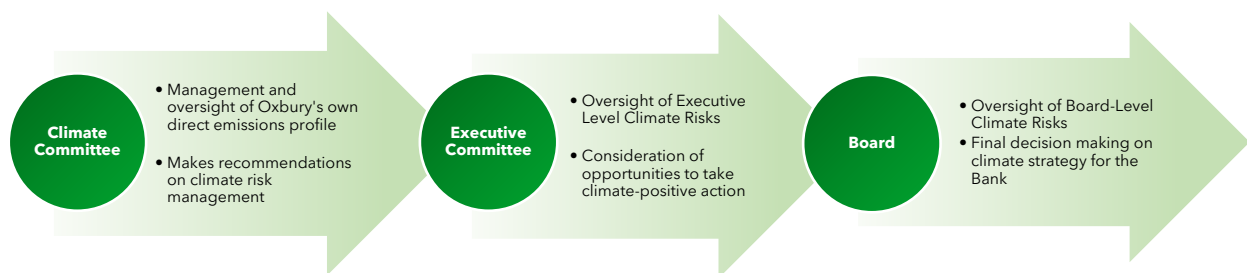 Climate
Committee
• Management and
oversight of Oxbury's own
direct emissions profile
• Makes recommendations
on climate risk
management
Executive
Committee
• Oversight of Executive
Level Climate Risks
• Consideration of
opportunities to take
climate-positive action
Board
• Oversight of Board-Level
Climate Risks
• Final decision making on
climate strategy for the
Bank